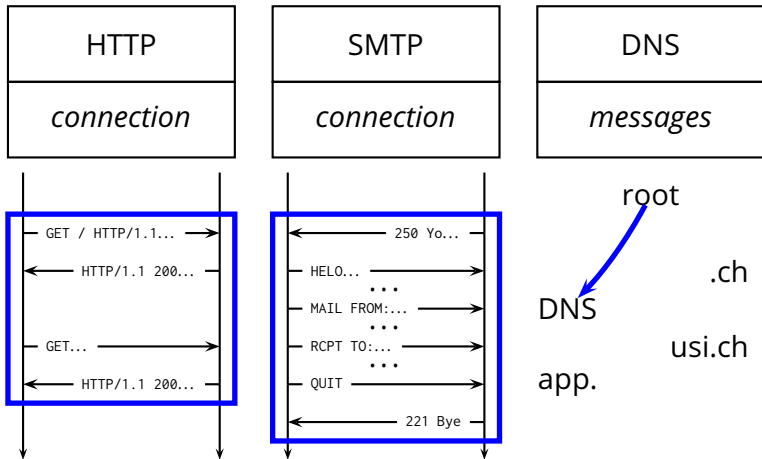 HTTP
connection
GET / HTTP/1.1...
HTTP/1.1 200...
GET...
HTTP/1.1 200...
SMTP
connection
250 Yo...
HELO...
...
MAIL FROM:...
...
RCPT TO:...
...
QUIT
221 Bye
DNS
messages
root
.ch
DNS
usi.ch
app.